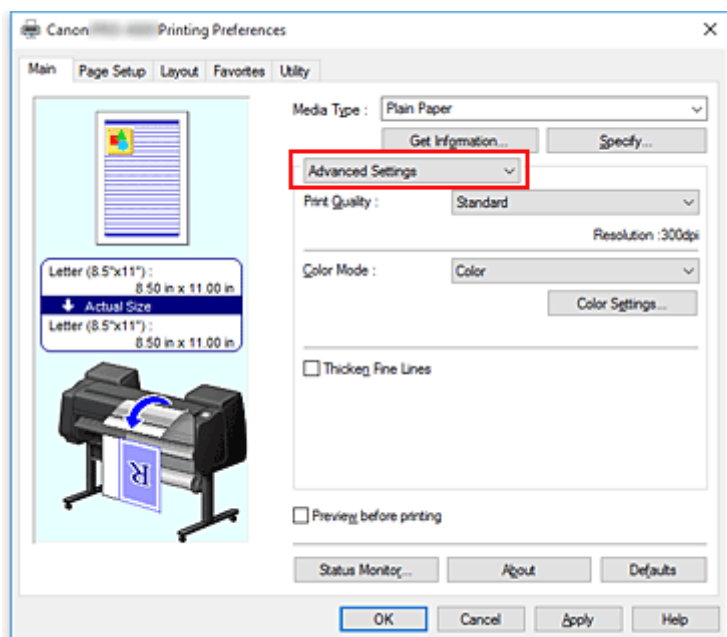 Canon Printing Preferences
Main Page Setup Layout Favorites Utility
Media Type : Plain Paper
Get Information... Specify...
Advanced Settings
Print Quality : Standard
Resolution :300dpi
Letter (8.5"x11") :
8.50 in x 11.00 in
Actual Size
Letter (8.5"x11") :
8.50 in x 11.00 in
Color Mode : Color
Color Settings...
Thicken Fine Lines
R
Preview before printing
Status Monitor... About Defaults
OK Cancel Apply Help